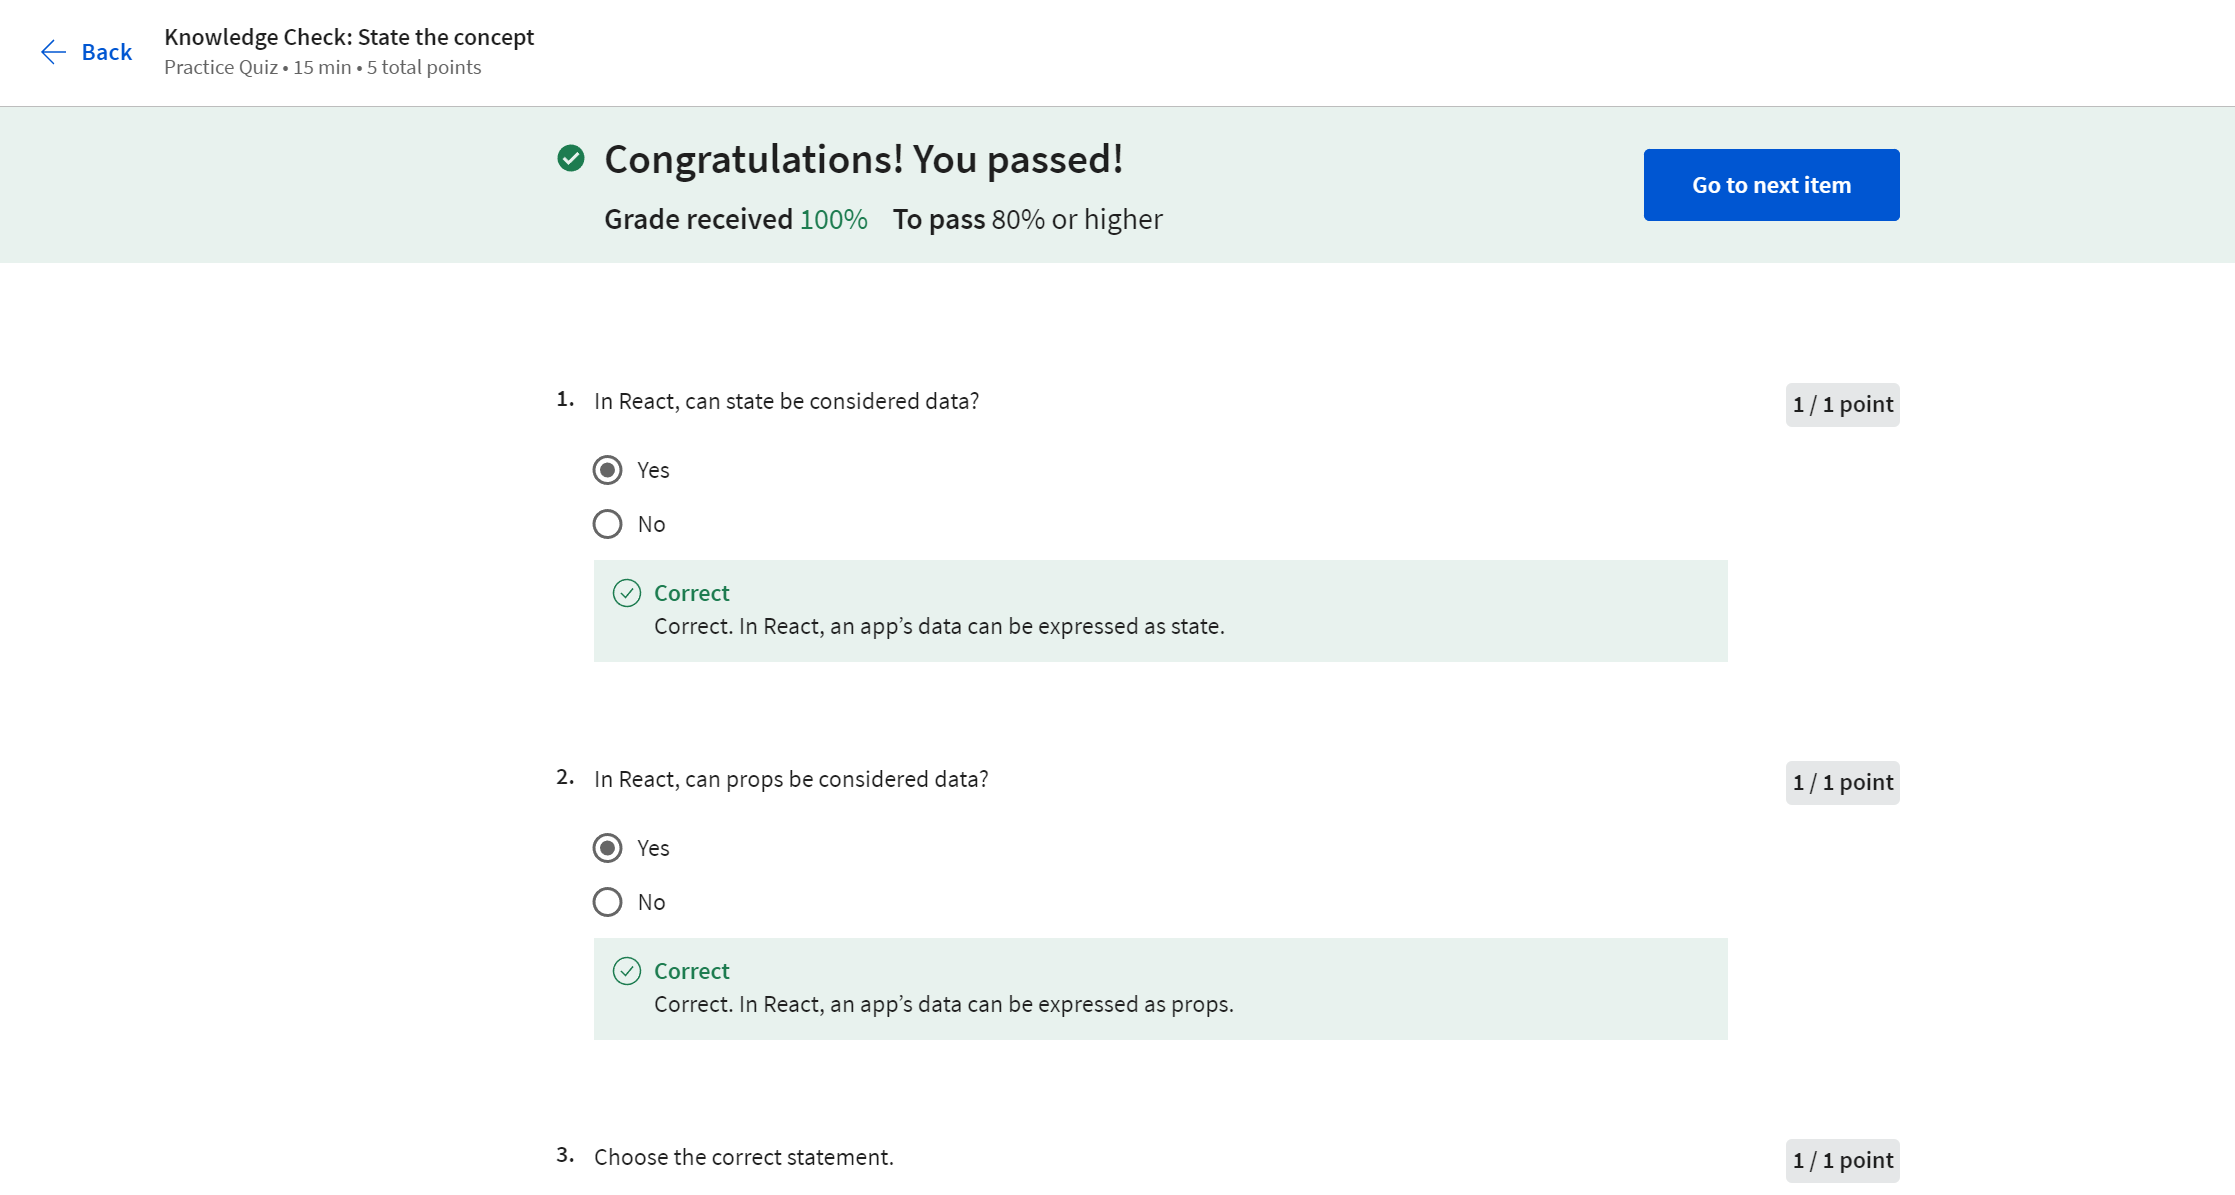 Back
Knowledge Check: State the concept
Practice Quiz • 15 min • 5 total points
Congratulations! You passed!
Grade received 100% To pass 80% or higher
Go to next item
1. In React, can state be considered data?
1 / 1 point
Yes
No
Correct
Correct. In React, an app’s data can be expressed as state.
2. In React, can props be considered data?
1 / 1 point
Yes
No
Correct
Correct. In React, an app’s data can be expressed as props.
3. Choose the correct statement.
1 / 1 point